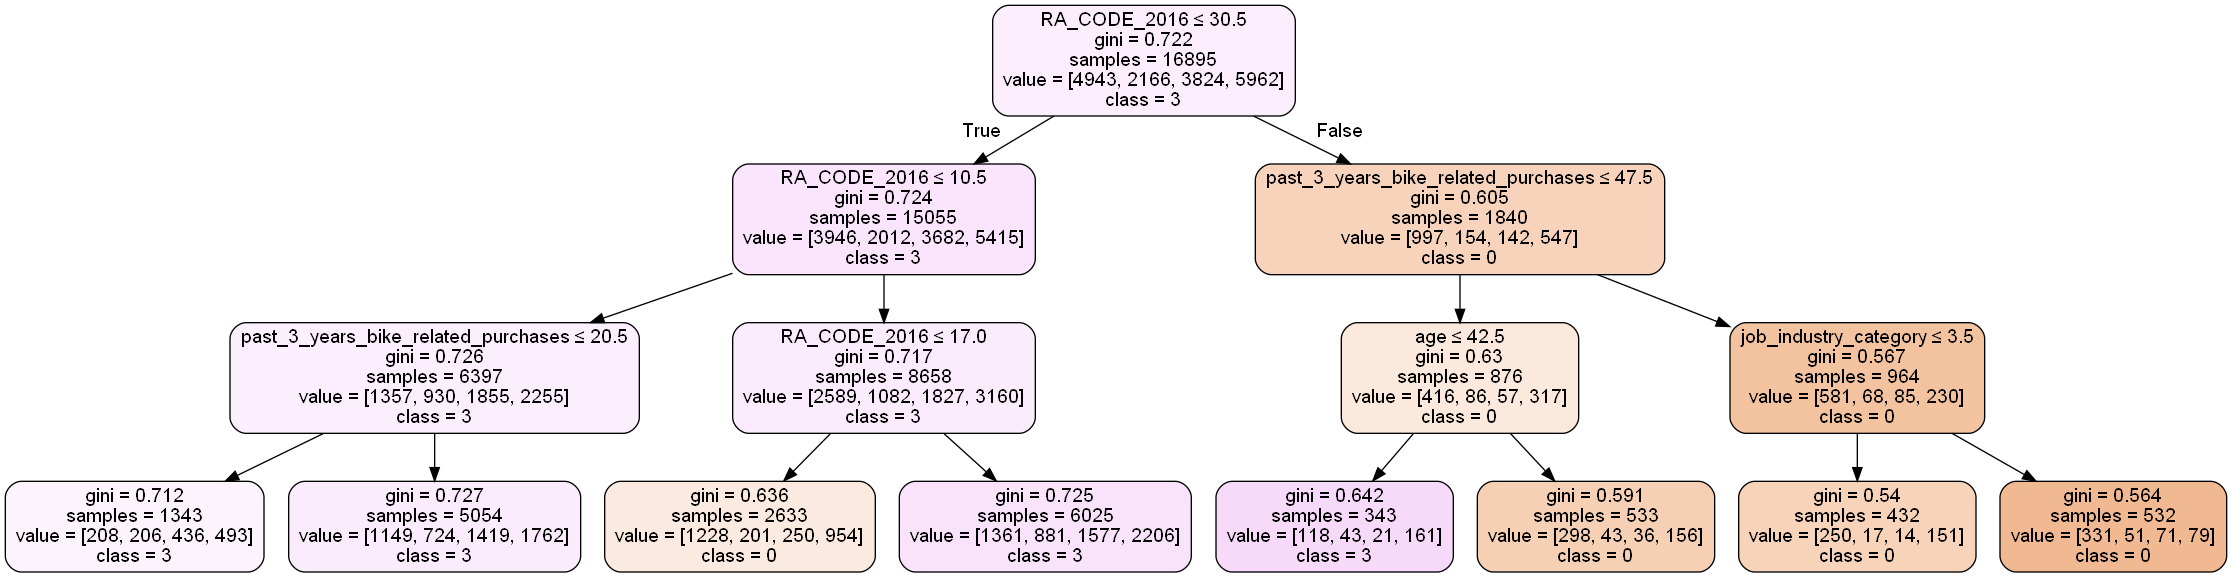 RA_CODE_2016 ≤ 30.5
gini = 0.722
samples = 16895
value = [4943, 2166, 3824, 5962]
class = 3
True
False
RA_CODE_2016 ≤ 10.5
gini = 0.724
samples = 15055
value = [3946, 2012, 3682, 5415]
class = 3
past_3_years_bike_related_purchases ≤ 47.5
gini = 0.605
samples = 1840
value = [997, 154, 142, 547]
class = 0
past_3_years_bike_related_purchases ≤ 20.5
gini = 0.726
samples = 6397
value = [1357, 930, 1855, 2255]
class = 3
RA_CODE_2016 ≤ 17.0
gini = 0.717
samples = 8658
value = [2589, 1082, 1827, 3160]
class = 3
age ≤ 42.5
gini = 0.63
samples = 876
value = [416, 86, 57, 317]
class = 0
job_industry_category ≤ 3.5
gini = 0.567
samples = 964
value = [581, 68, 85, 230]
class = 0
gini = 0.712
samples = 1343
value = [208, 206, 436, 493]
class = 3
gini = 0.727
samples = 5054
value = [1149, 724, 1419, 1762]
class = 3
gini = 0.636
samples = 2633
value = [1228, 201, 250, 954]
class = 0
gini = 0.725
samples = 6025
value = [1361, 881, 1577, 2206]
class = 3
gini = 0.642
samples = 343
value = [118, 43, 21, 161]
class = 3
gini = 0.591
samples = 533
value = [298, 43, 36, 156]
class = 0
gini = 0.54
samples = 432
value = [250, 17, 14, 151]
class = 0
gini = 0.564
samples = 532
value = [331, 51, 71, 79]
class = 0